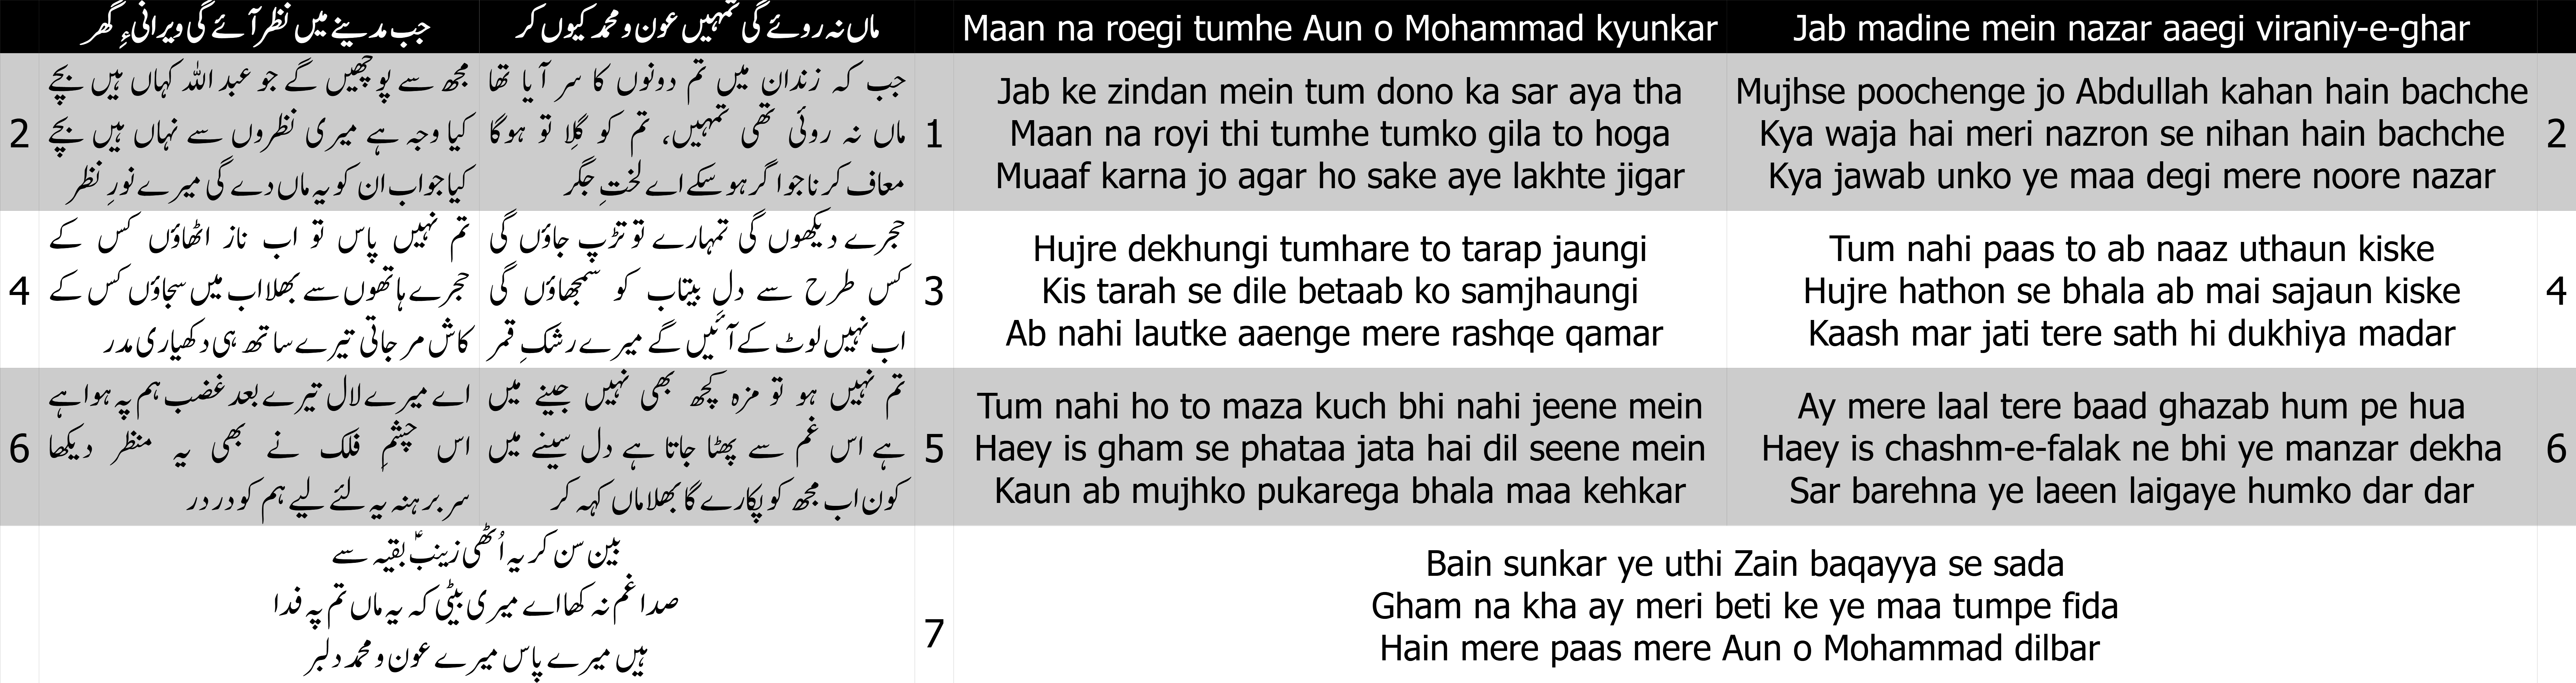 جب مدینے میں نظر آئے گی ویرانیٔ گھر
ماں نہ روئے گی تمہیں عون و محمد کیوں کر
Maan na roegi tumhe Aun o Mohammad kyunkar
Jab madine mein nazar aaegi viraniy-e-ghar
1
جب کہ زندان میں تم دونوں کا سر آیا تھا
ماں نہ روئی تھی تمہیں، تم کو گِلا تو ہوگا
معاف کرنا جو اگر ہو سکے اے لختِ جگر
2
مجھ سے پوچھیں گے جو عبد اللہ کہاں ہیں بچے
کیا وجہ ہے میری نظروں سے نہاں ہیں بچے
کیا جواب ان کو یہ ماں دے گی میرے نورِ نظر
1
Jab ke zindan mein tum dono ka sar aya tha
Maan na royi thi tumhe tumko gila to hoga
Muaaf karna jo agar ho sake aye lakhte jigar
2
Mujhse poochenge jo Abdullah kahan hain bachche
Kya waja hai meri nazron se nihan hain bachche
Kya jawab unko ye maa degi mere noore nazar
3
حجرے دیکھوں گی تمہارے تو تڑپ جاؤں گی
کس طرح سے دلِ بیتاب کو سمجھاؤں گی
اب نہیں لوٹ کے آئیں گے میرے رشکِ قمر
4
تم نہیں پاس تو اب ناز اٹھاؤں کس کے
حجرے ہاتھوں سے بھلا اب میں سجاؤں کس کے
کاش مر جاتی تیرے ساتھ ہی دکھیاری مدر
3
Hujre dekhungi tumhare to tarap jaungi
Kis tarah se dile betaab ko samjhaungi
Ab nahi lautke aaenge mere rashqe qamar
4
Tum nahi paas to ab naaz uthaun kiske
Hujre hathon se bhala ab mai sajaun kiske
Kaash mar jati tere sath hi dukhiya madar
5
تم نہیں ہو تو مزہ کچھ بھی نہیں جینے میں
ہے اس غم سے پھٹا جاتا ہے دل سینے میں
کون اب مجھ کو پکارے گا بھلا ماں کہہ کر
6
اے میرے لال تیرے بعد غضب ہم پہ ہوا ہے
اس چشمِ فلک نے بھی یہ منظر دیکھا
سر برہنہ یہ لئے لیے ہم کو در در
5
Tum nahi ho to maza kuch bhi nahi jeene mein
Haey is gham se phataa jata hai dil seene mein
Kaun ab mujhko pukarega bhala maa kehkar
6
Ay mere laal tere baad ghazab hum pe hua
Haey is chashm-e-falak ne bhi ye manzar dekha
Sar barehna ye laeen laigaye humko dar dar
7
بین سن کر یہ اُٹھی زینبؑ بقیہ سے
صدا غم نہ کھا اے میری بیٹی کہ یہ ماں تم پہ فدا
ہیں میرے پاس میرے عون و محمد دلبر
Bain sunkar ye uthi Zain baqayya se sada
Gham na kha ay meri beti ke ye maa tumpe fida
Hain mere paas mere Aun o Mohammad dilbar